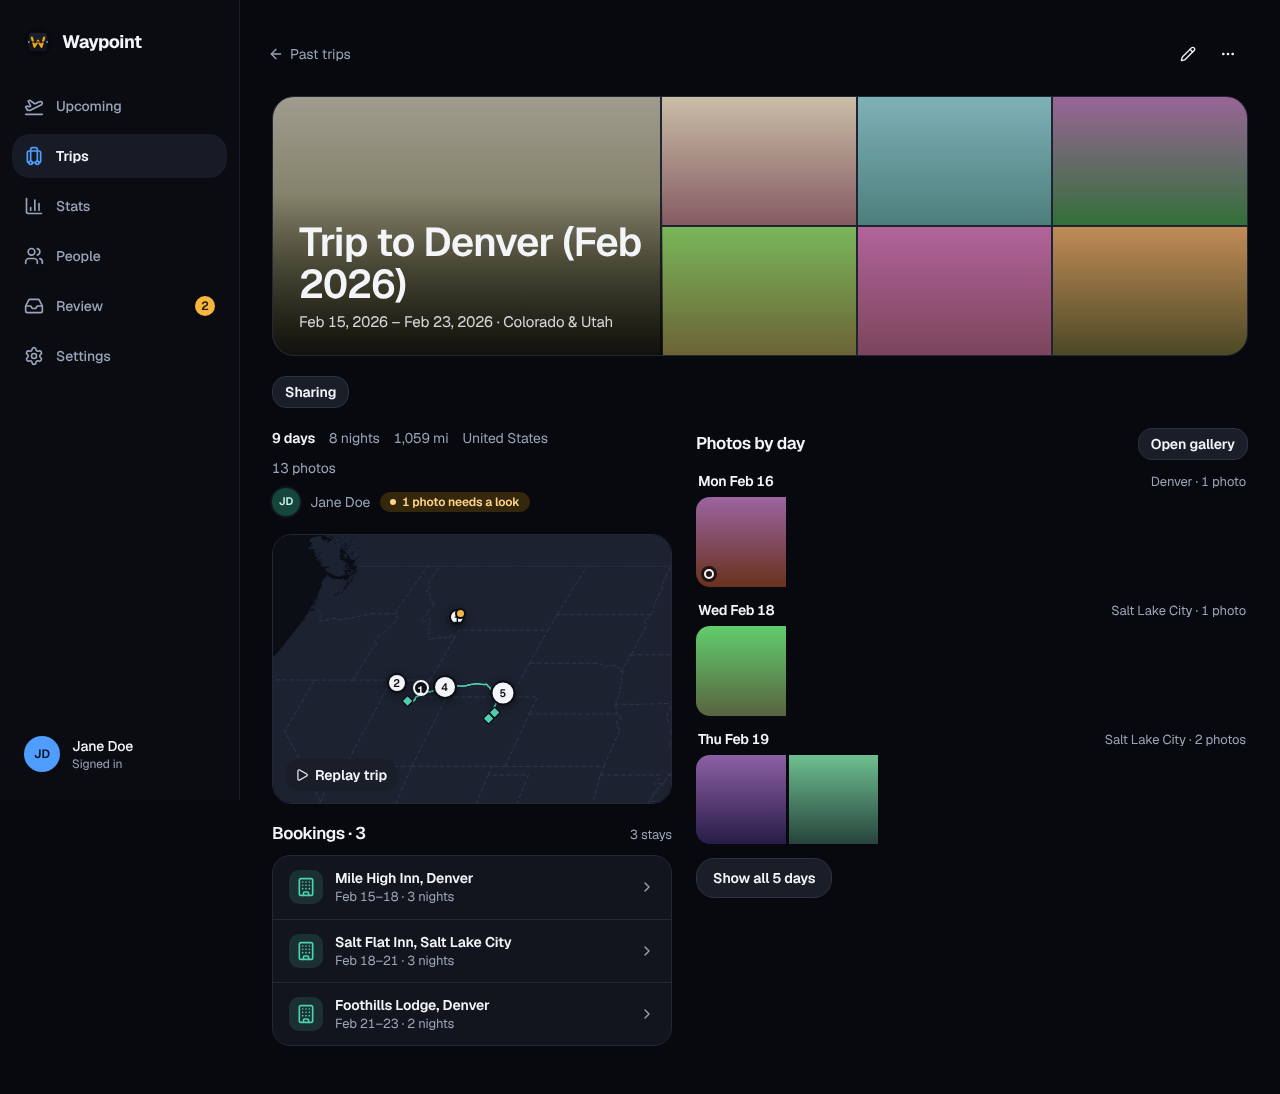 Waypoint
Upcoming
Trips
Stats
People
Review 2
Settings
JD Jane Doe
Signed in
Past trips
Trip to Denver (Feb
2026)
Feb 15, 2026 – Feb 23, 2026 · Colorado & Utah
Sharing
9 days 8 nights 1,059 mi United States
13 photos
JD Jane Doe 1 photo needs a look
2 1 4 5
Replay trip
Bookings · 3 3 stays
Mile High Inn, Denver
Feb 15–18 · 3 nights
Salt Flat Inn, Salt Lake City
Feb 18–21 · 3 nights
Foothills Lodge, Denver
Feb 21–23 · 2 nights
Photos by day Open gallery
Mon Feb 16 Denver · 1 photo
Wed Feb 18 Salt Lake City · 1 photo
Thu Feb 19 Salt Lake City · 2 photos
Show all 5 days